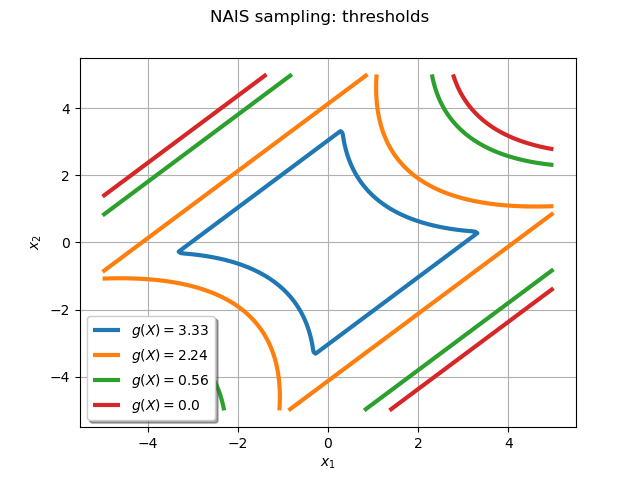 NAIS sampling: thresholds
4
2
0
−2
−4
x₂
g(X) = 3.33
g(X) = 2.24
g(X) = 0.56
g(X) = 0.0
−4 −2 0 2 4
x₁